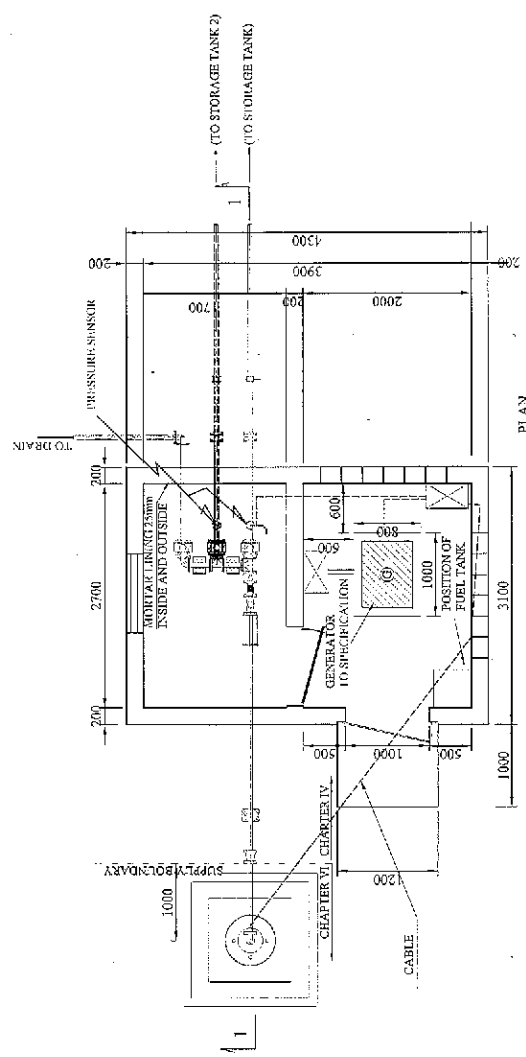 (TO STORAGE TANK 2)
(TO STORAGE TANK)
1
4300
200
3900
200
700
200
2000
PRESSURE SENSOR
TO DRAIN
200
MORTAR LINING 25mm
INSIDE AND OUTSIDE
2700
200
600
600
800
1000
GENERATOR
TO SPECIFICATION
G
POSITION OF
FUEL TANK
3100
PLAN
500
1000
500
1000
1200
SUPPLY BOUNDARY
1000
CHAPTER VI
CHARTER IV
CABLE
1